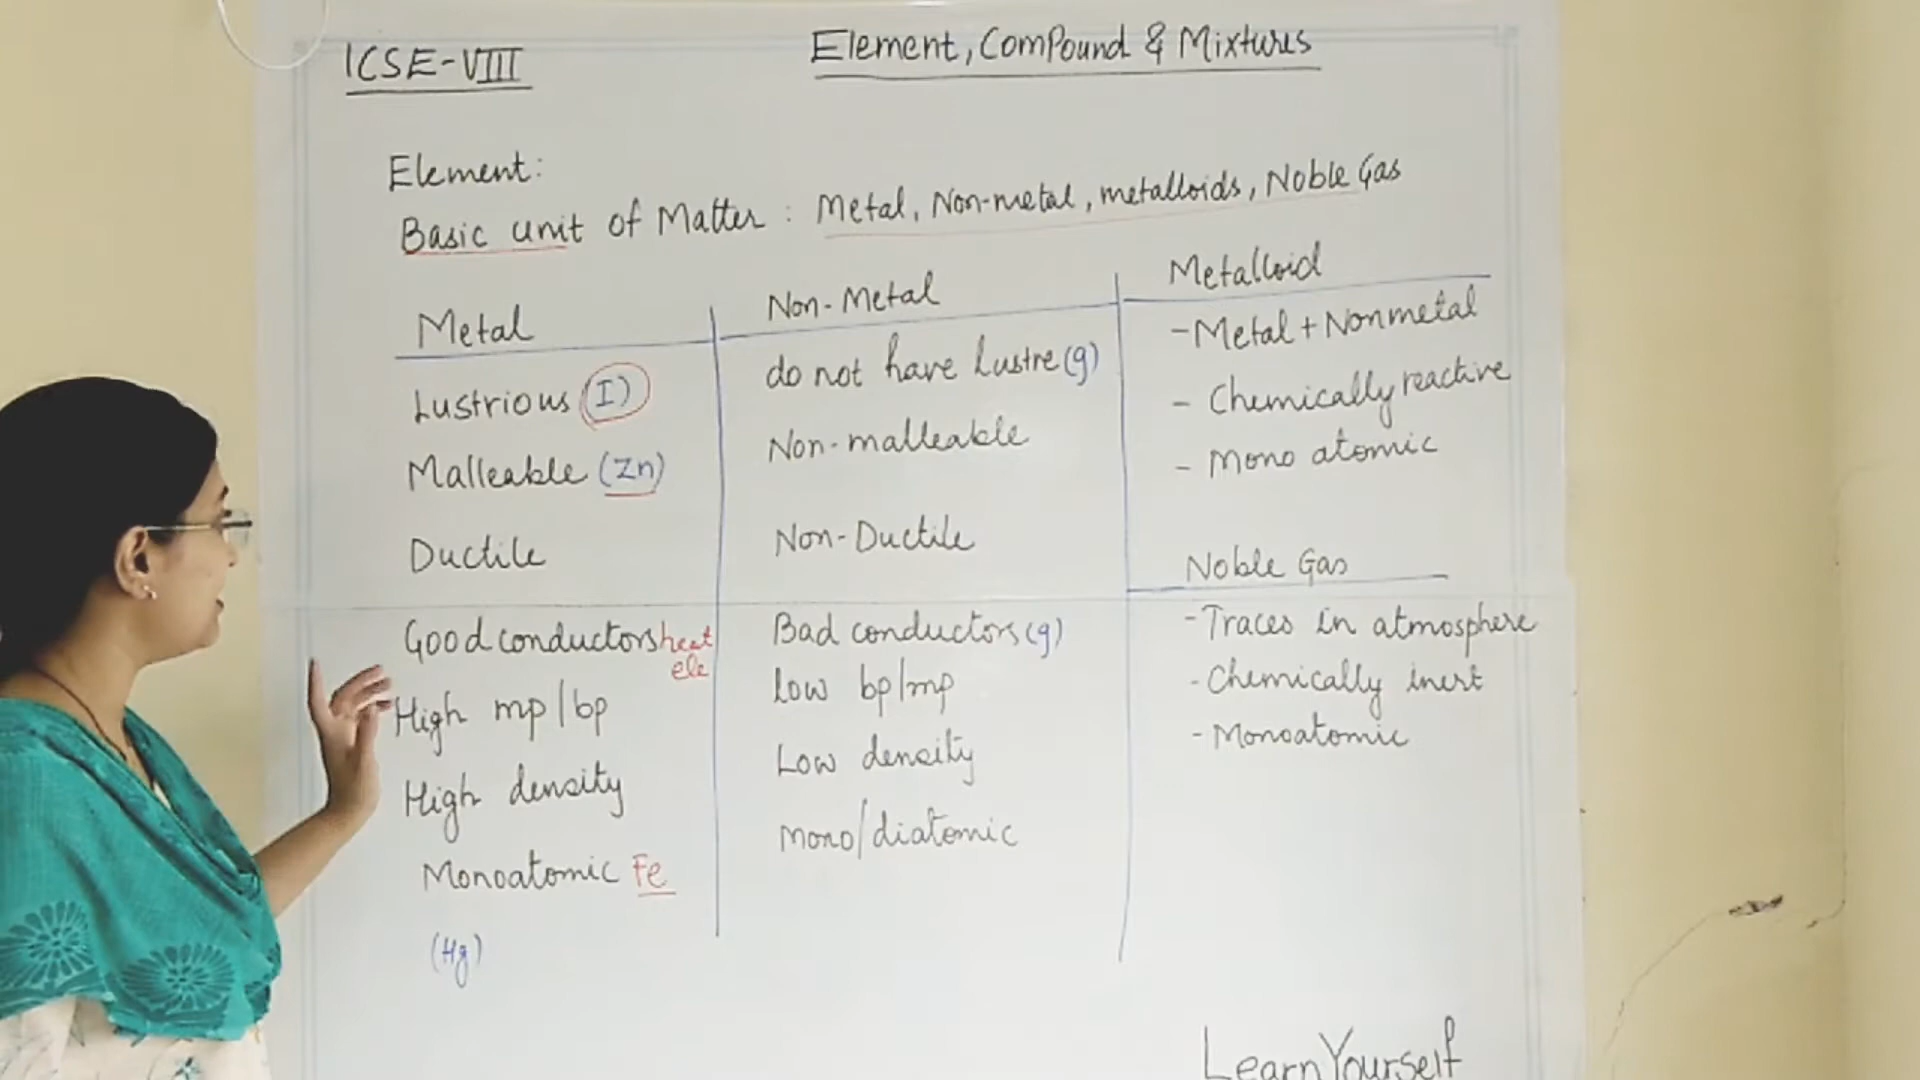 ICSE-VIII
Element, Compound & Mixtures
Element:
Basic unit of Matter : Metal, Non-metal, metalloids, Noble Gas
Metal
Lustrious (I)
Malleable (Zn)
Ductile
Good conductors heat
ele
High mp/bp
High density
Monoatomic Fe
(Hg)
Non-Metal
do not have lustre (g)
Non-malleable
Non-Ductile
Bad conductors (g)
Low bp/mp
Low density
Mono/diatomic
Metalloid
- Metal + Nonmetal
- Chemically reactive
- Mono atomic
Noble Gas
- Traces in atmosphere
- Chemically inert
- Monoatomic
LearnYourself